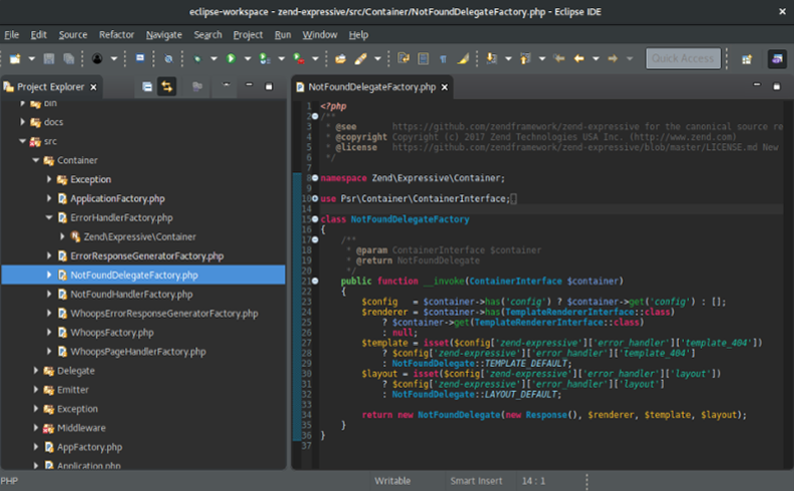 eclipse-workspace - zend-expressive/src/Container/NotFoundDelegateFactory.php - Eclipse IDE
File Edit Source Refactor Navigate Search Project Run Window Help
Quick Access
Project Explorer
bin
docs
src
Container
Exception
ApplicationFactory.php
ErrorHandlerFactory.php
Zend\Expressive\Container
ErrorResponseGeneratorFactory.php
NotFoundDelegateFactory.php
NotFoundHandlerFactory.php
WhoopsErrorResponseGeneratorFactory.php
WhoopsFactory.php
WhoopsPageHandlerFactory.php
Delegate
Emitter
Exception
Middleware
AppFactory.php
Application.php
NotFoundDelegateFactory.php
1 <?php
2 /**
3 * @see https://github.com/zendframework/zend-expressive for the canonical source re
4 * @copyright Copyright (c) 2017 Zend Technologies USA Inc. (http://www.zend.com)
5 * @license https://github.com/zendframework/zend-expressive/blob/master/LICENSE.md New
6 */
7
8 namespace Zend\Expressive\Container;
9
10 use Psr\Container\ContainerInterface;
14
15 class NotFoundDelegateFactory
16 {
17 /**
18 * @param ContainerInterface $container
19 * @return NotFoundDelegate
20 */
21 public function __invoke(ContainerInterface $container)
22 {
23 $config = $container->has('config') ? $container->get('config') : [];
24 $renderer = $container->has(TemplateRendererInterface::class)
25 ? $container->get(TemplateRendererInterface::class)
26 : null;
27 $template = isset($config['zend-expressive']['error_handler']['template_404'])
28 ? $config['zend-expressive']['error_handler']['template_404']
29 : NotFoundDelegate::TEMPLATE_DEFAULT;
30 $layout = isset($config['zend-expressive']['error_handler']['layout'])
31 ? $config['zend-expressive']['error_handler']['layout']
32 : NotFoundDelegate::LAYOUT_DEFAULT;
33
34 return new NotFoundDelegate(new Response(), $renderer, $template, $layout);
35 }
36 }
37
PHP Writable Smart Insert 14 : 1